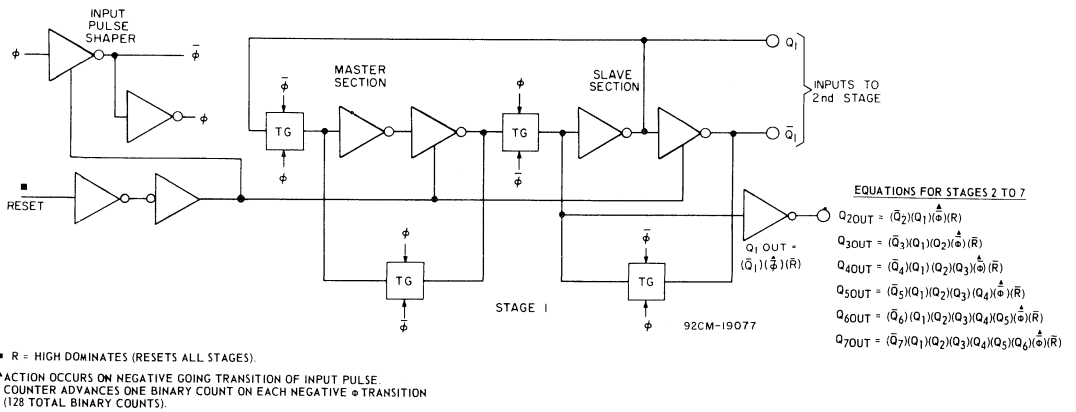 INPUT
PULSE
SHAPER
ϕ
ϕ̅
ϕ
MASTER
SECTION
ϕ̅
TG
ϕ
ϕ
TG
ϕ̅
SLAVE
SECTION
Q1
Q̅1
INPUTS TO
2nd STAGE
■
RESET
ϕ
TG
ϕ̅
STAGE 1
ϕ̅
TG
ϕ
Q1 OUT =
(Q̅1)(ϕ̅▲)(R̅)
92CM-19077
EQUATIONS FOR STAGES 2 TO 7
Q2OUT = (Q̅2)(Q1)(Φ̅▲)(R)
Q3OUT = (Q̅3)(Q1)(Q2)(Φ̅▲)(R̅)
Q4OUT = (Q̅4)(Q1)(Q2)(Q3)(Φ̅▲)(R̅)
Q5OUT = (Q̅5)(Q1)(Q2)(Q3)(Q4)(Φ̅▲)(R̅)
Q6OUT = (Q̅6)(Q1)(Q2)(Q3)(Q4)(Q5)(Φ̅▲)(R̅)
Q7OUT = (Q̅7)(Q1)(Q2)(Q3)(Q4)(Q5)(Q6)(Φ̅▲)(R̅)
■ R = HIGH DOMINATES (RESETS ALL STAGES).
▲ACTION OCCURS ON NEGATIVE GOING TRANSITION OF INPUT PULSE.
COUNTER ADVANCES ONE BINARY COUNT ON EACH NEGATIVE Φ TRANSITION
(128 TOTAL BINARY COUNTS).